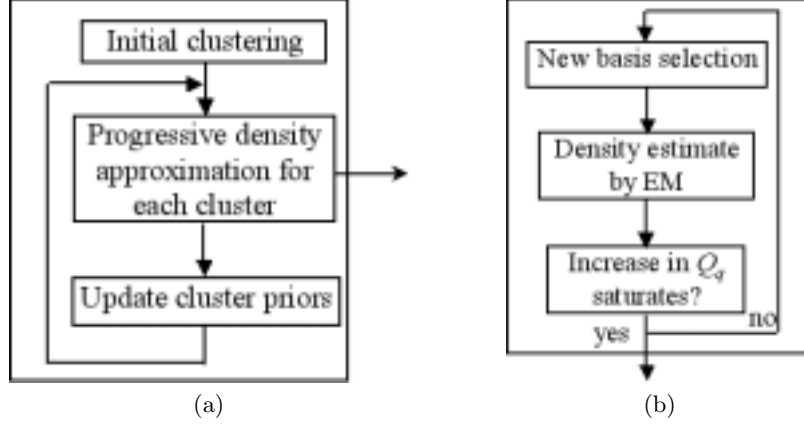 Initial clustering
Progressive density
approximation for
each cluster
Update cluster priors
(a)
New basis selection
Density estimate
by EM
Increase in Qq
saturates?
yes
no
(b)